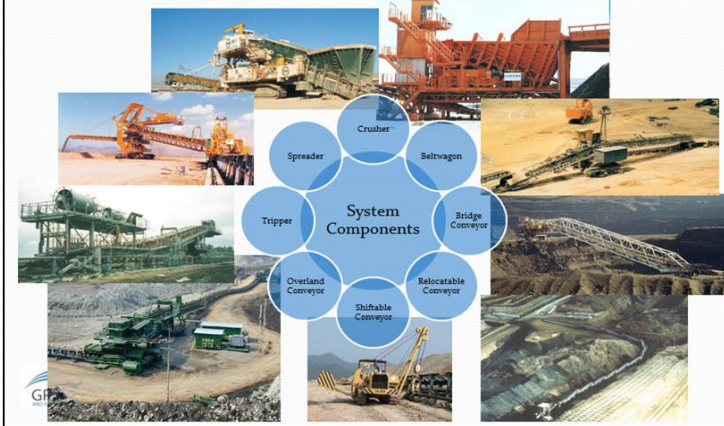 Crusher
Spreader
Beltwagon
Tripper
System
Components
Bridge
Conveyor
Overland
Conveyor
Relocatable
Conveyor
Shiftable
Conveyor